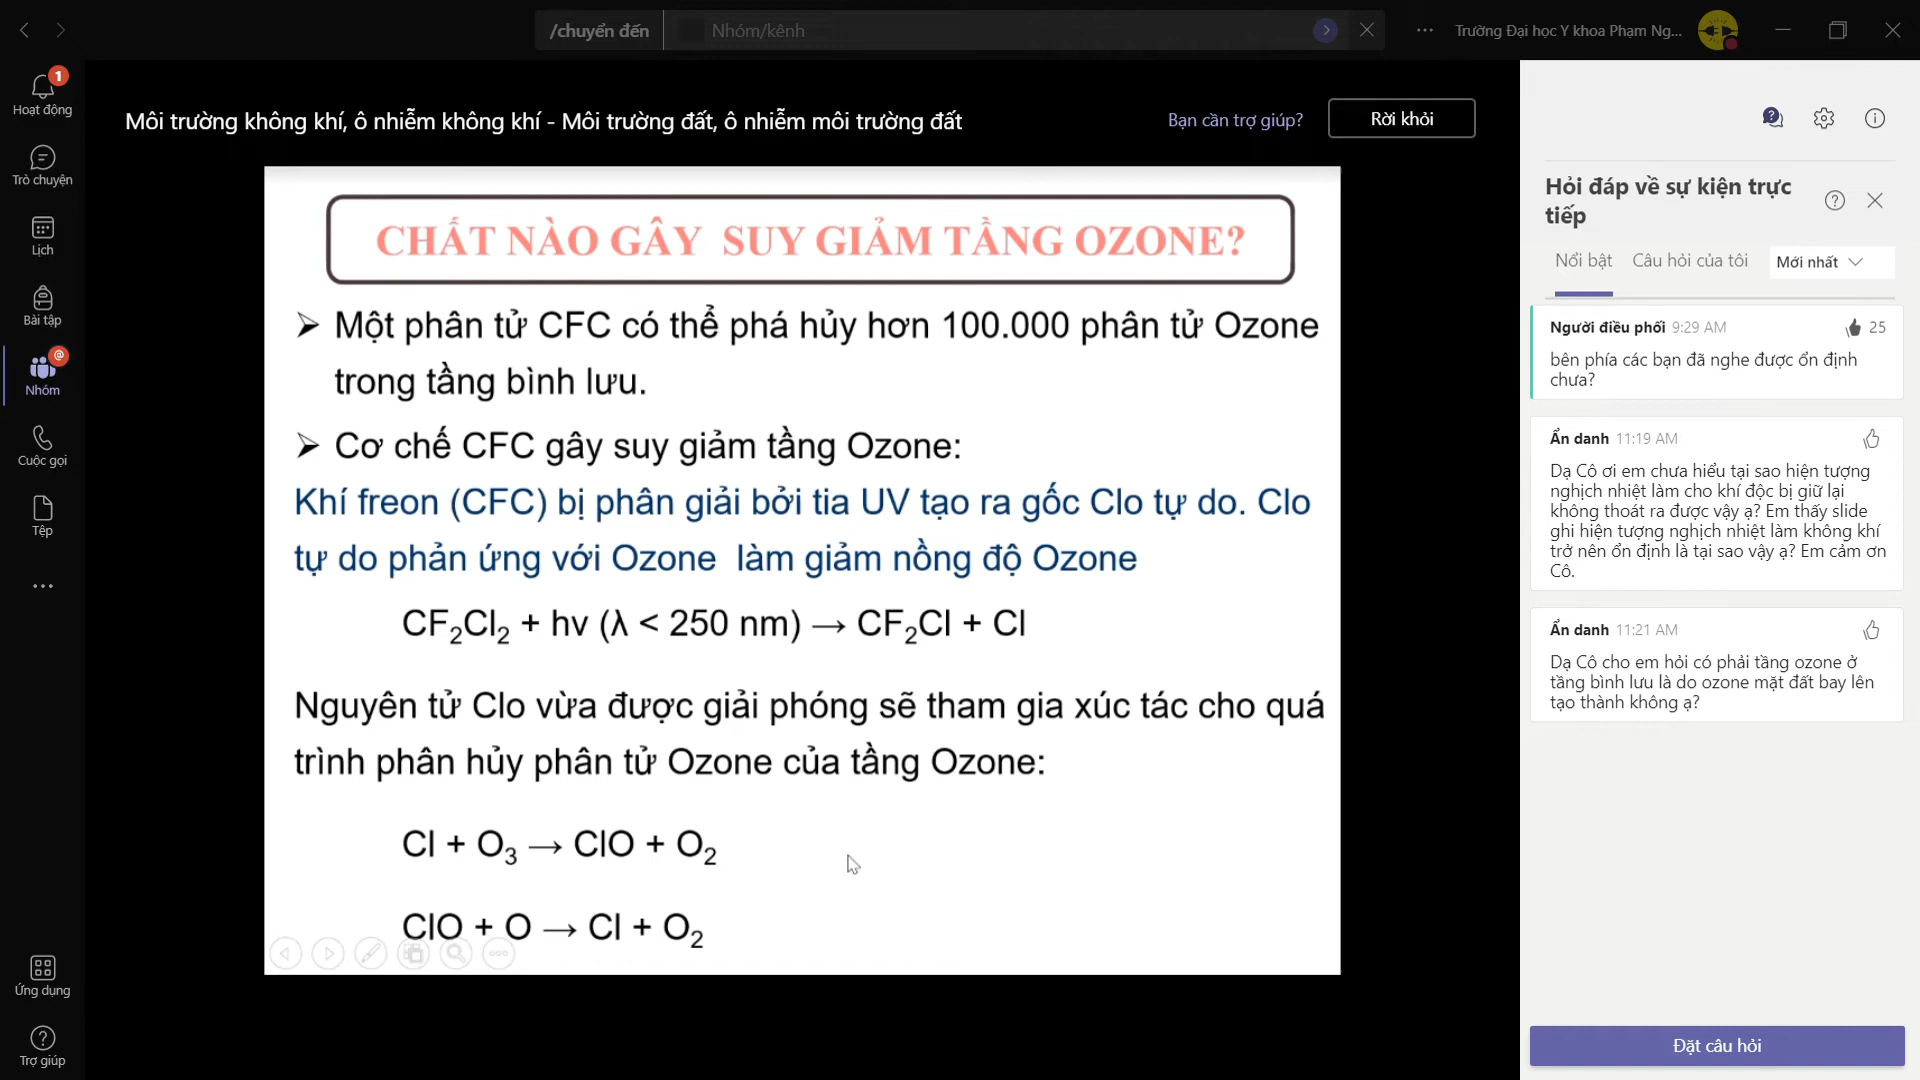 /chuyển đến
Nhóm/kênh
Trường Đại học Y khoa Phạm Ng...
1
Hoạt động
Trò chuyện
Lịch
Bài tập
@
Nhóm
Cuộc gọi
Tệp
Ứng dụng
Trợ giúp
Môi trường không khí, ô nhiễm không khí - Môi trường đất, ô nhiễm môi trường đất
Bạn cần trợ giúp?
Rời khỏi
CHẤT NÀO GÂY SUY GIẢM TẦNG OZONE?
➢ Một phân tử CFC có thể phá hủy hơn 100.000 phân tử Ozone
trong tầng bình lưu.
➢ Cơ chế CFC gây suy giảm tầng Ozone:
Khí freon (CFC) bị phân giải bởi tia UV tạo ra gốc Clo tự do. Clo
tự do phản ứng với Ozone làm giảm nồng độ Ozone
CF₂Cl₂ + hv (λ < 250 nm) → CF₂Cl + Cl
Nguyên tử Clo vừa được giải phóng sẽ tham gia xúc tác cho quá
trình phân hủy phân tử Ozone của tầng Ozone:
Cl + O₃ → ClO + O₂
ClO + O → Cl + O₂
Hỏi đáp về sự kiện trực
tiếp
Nổi bật
Câu hỏi của tôi
Mới nhất
Người điều phối 9:29 AM
25
bên phía các bạn đã nghe được ổn định
chưa?
Ẩn danh 11:19 AM
Dạ Cô ơi em chưa hiểu tại sao hiện tượng
nghịch nhiệt làm cho khí độc bị giữ lại
không thoát ra được vậy ạ? Em thấy slide
ghi hiện tượng nghịch nhiệt làm không khí
trở nên ổn định là tại sao vậy ạ? Em cảm ơn
Cô.
Ẩn danh 11:21 AM
Dạ Cô cho em hỏi có phải tầng ozone ở
tầng bình lưu là do ozone mặt đất bay lên
tạo thành không ạ?
Đặt câu hỏi